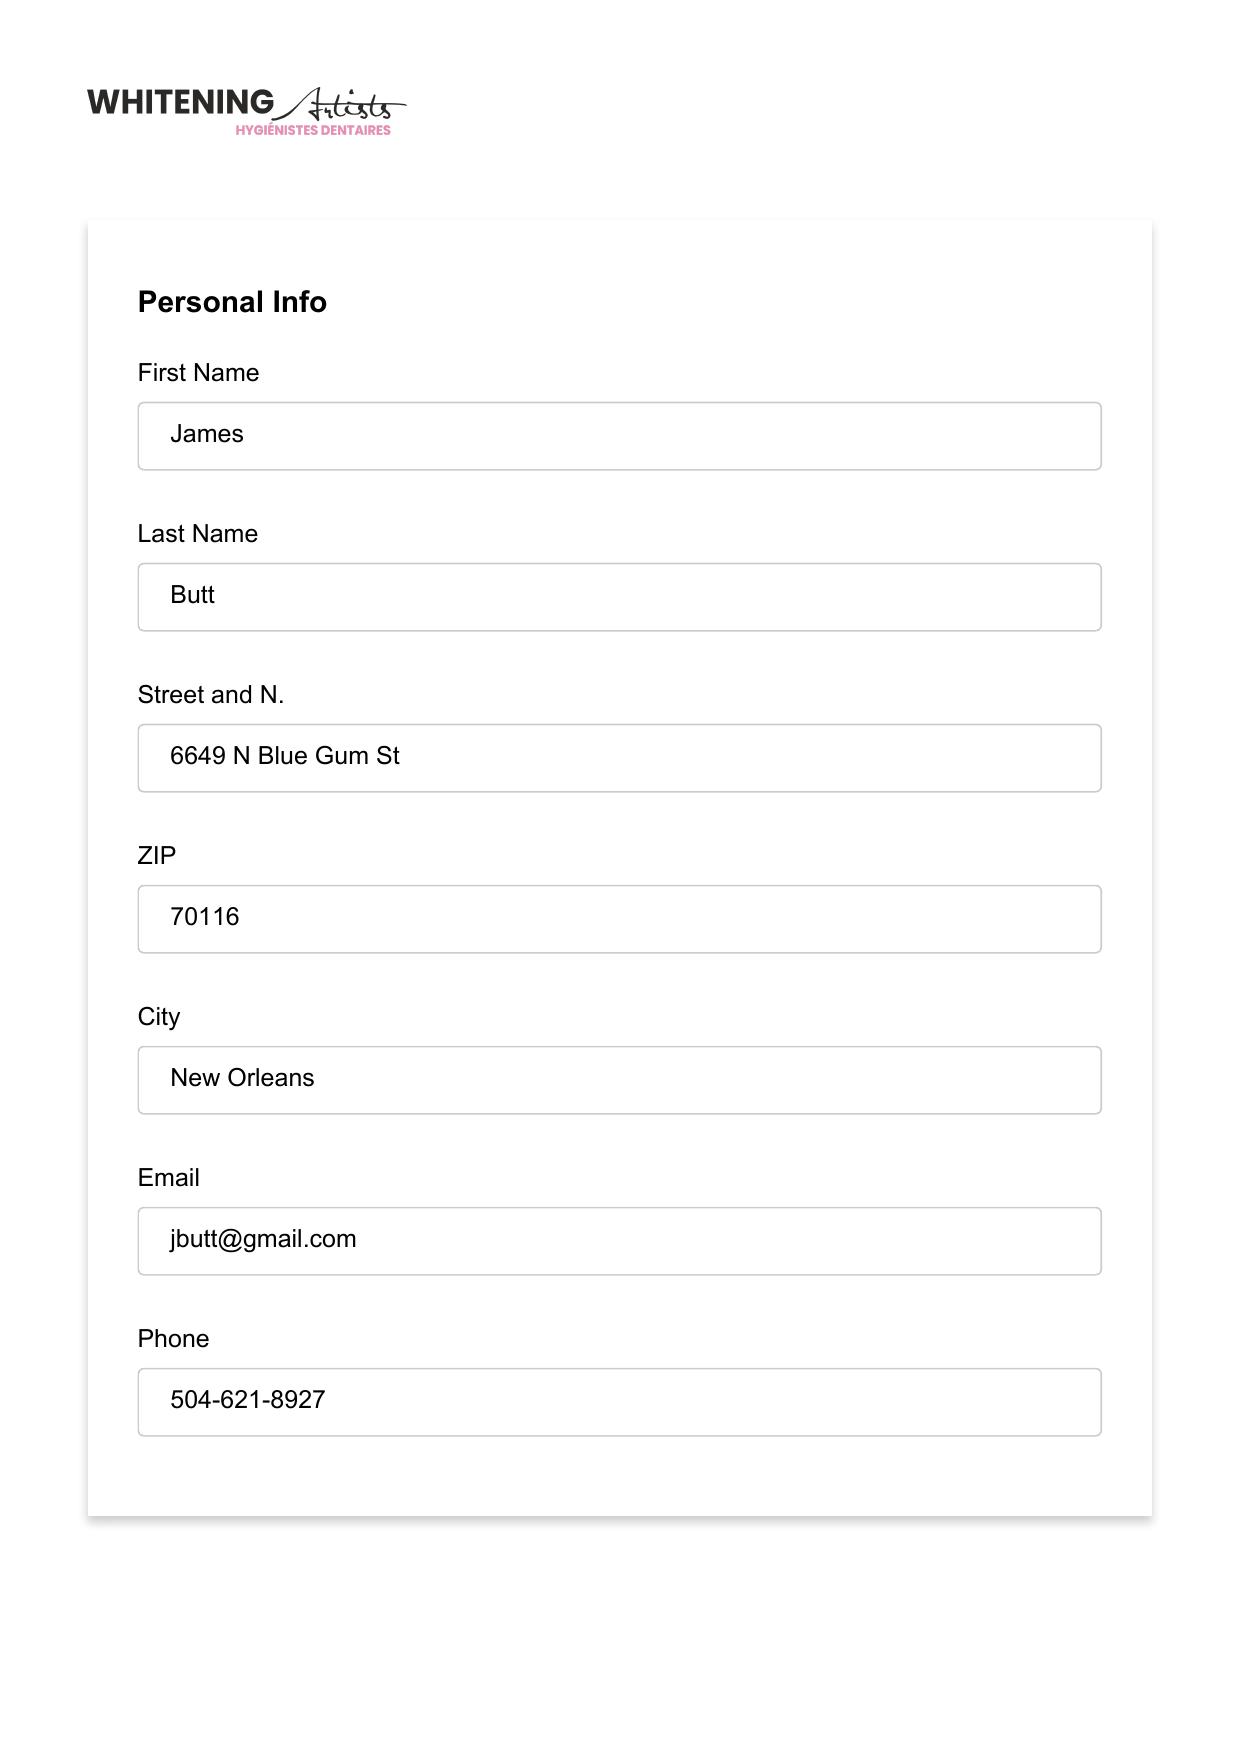 WHITENING Artists
HYGIÉNISTES DENTAIRES
Personal Info
First Name
James
Last Name
Butt
Street and N.
6649 N Blue Gum St
ZIP
70116
City
New Orleans
Email
jbutt@gmail.com
Phone
504-621-8927